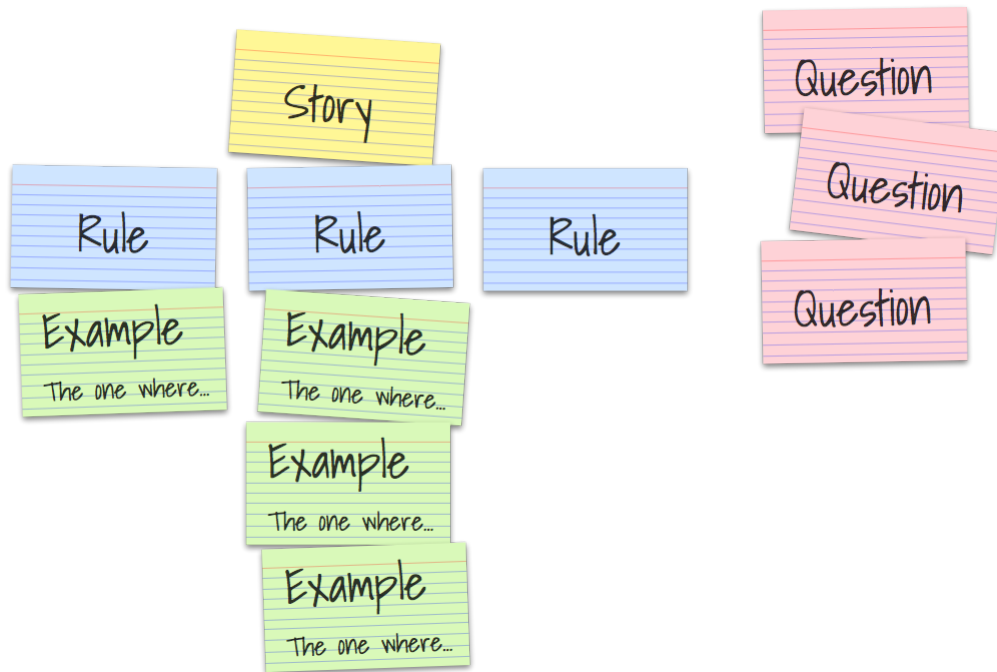 Story
Rule
Rule
Rule
Example
The one where...
Example
The one where...
Example
The one where...
Example
The one where...
Question
Question
Question